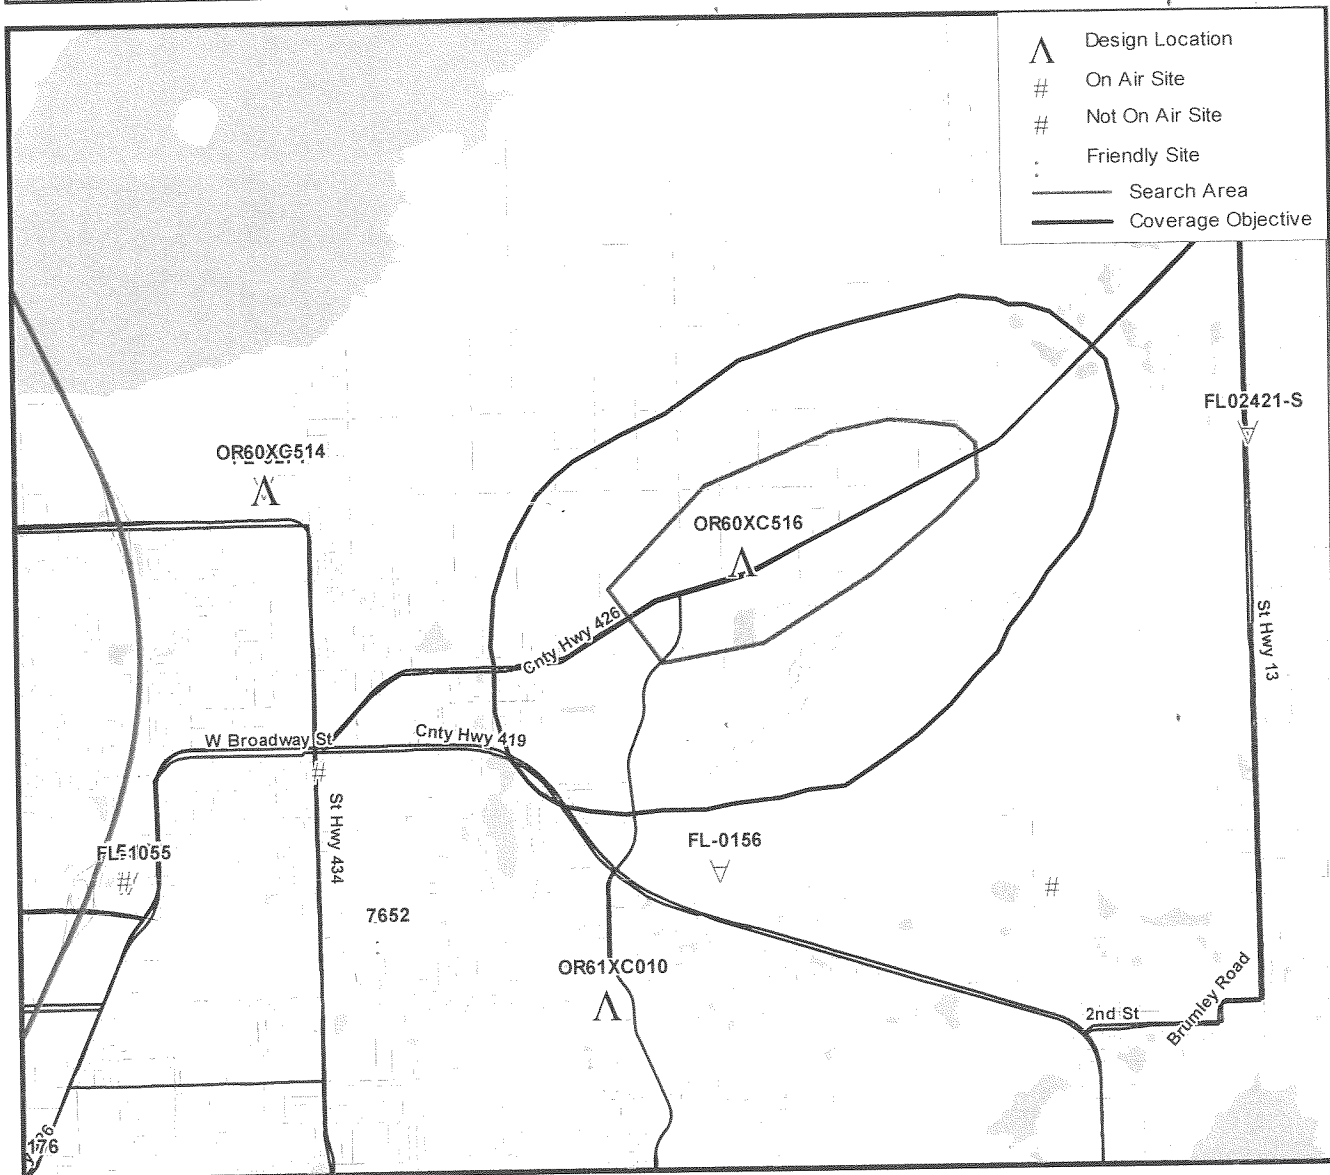 Design Location
# On Air Site
# Not On Air Site
: Friendly Site
Search Area
Coverage Objective
FL02421-S
OR60XC514
OR60XC516
Cnty Hwy 426
St Hwy 13
W Broadway St
Cnty Hwy 419
#
St Hwy 434
FL-0156
FL51055
#
#
7652
OR61XC010
Brumley Road
2nd St
176